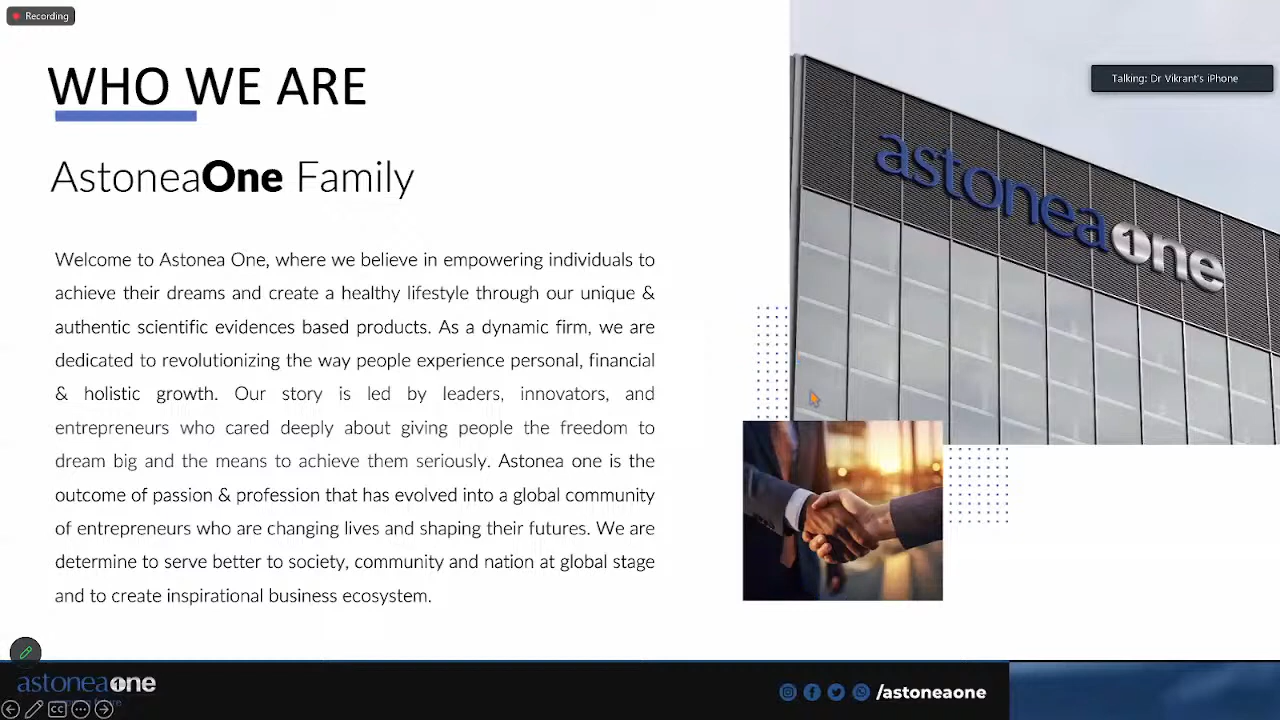 Recording
WHO WE ARE
Talking: Dr Vikrant's iPhone
AstoneaOne Family
astoneaone
Welcome to Astonea One, where we believe in empowering individuals to
achieve their dreams and create a healthy lifestyle through our unique &
authentic scientific evidences based products. As a dynamic firm, we are
dedicated to revolutionizing the way people experience personal, financial
& holistic growth. Our story is led by leaders, innovators, and
entrepreneurs who cared deeply about giving people the freedom to
dream big and the means to achieve them seriously. Astonea one is the
outcome of passion & profession that has evolved into a global community
of entrepreneurs who are changing lives and shaping their futures. We are
determine to serve better to society, community and nation at global stage
and to create inspirational business ecosystem.
astoneaone
/astoneaone
CC